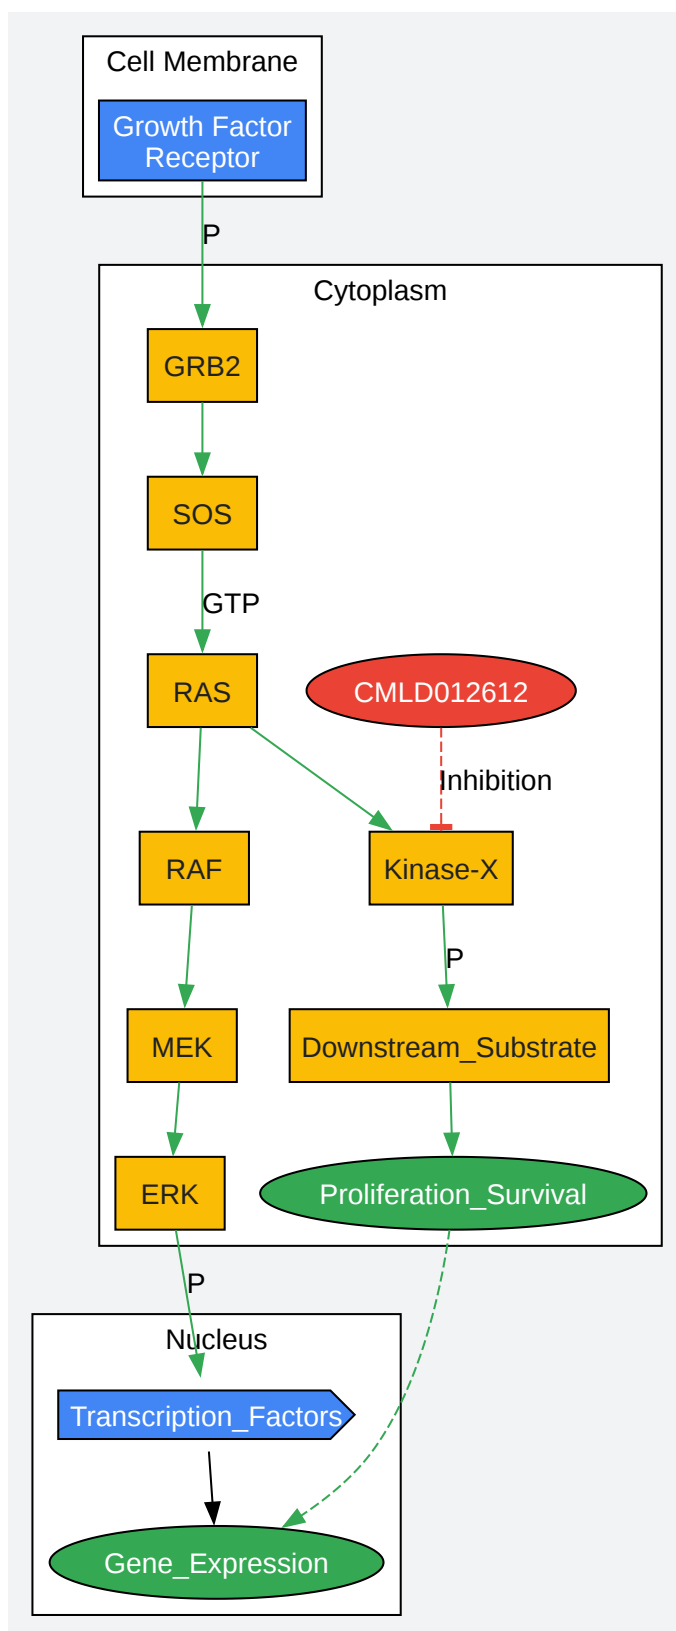 Cell Membrane
Growth Factor
Receptor
P
Cytoplasm
GRB2
SOS
GTP
RAS
CMLD012612
Inhibition
RAF
Kinase-X
P
MEK
Downstream_Substrate
ERK
Proliferation_Survival
P
Nucleus
Transcription_Factors
Gene_Expression